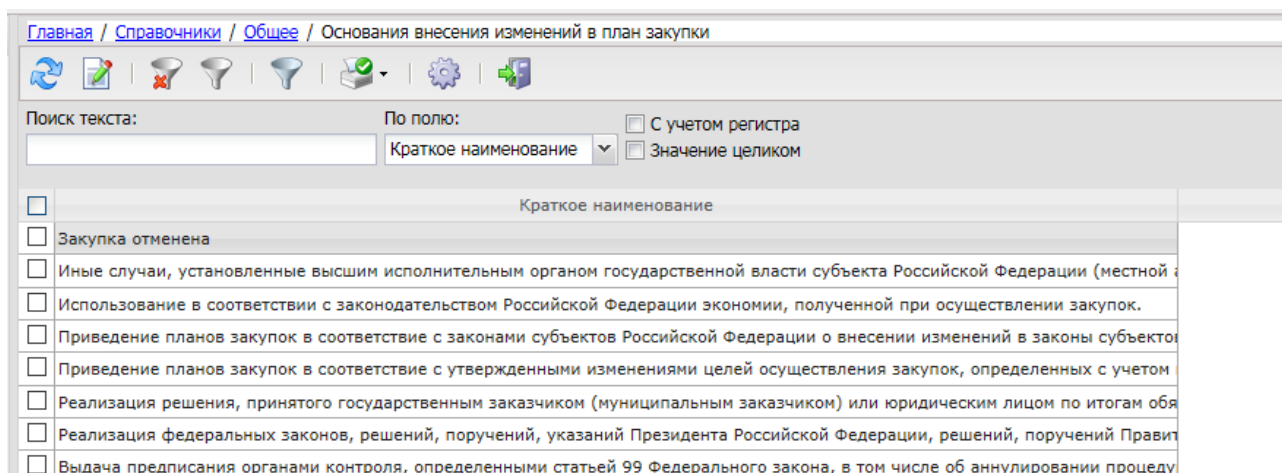 Главная / Справочники / Общее / Основания внесения изменений в план закупки
Поиск текста:
По полю:
С учетом регистра
Краткое наименование
Значение целиком
Краткое наименование
Закупка отменена
Иные случаи, установленные высшим исполнительным органом государственной власти субъекта Российской Федерации (местной
Использование в соответствии с законодательством Российской Федерации экономии, полученной при осуществлении закупок.
Приведение планов закупок в соответствие с законами субъектов Российской Федерации о внесении изменений в законы субъекто
Приведение планов закупок в соответствие с утвержденными изменениями целей осуществления закупок, определенных с учетом
Реализация решения, принятого государственным заказчиком (муниципальным заказчиком) или юридическим лицом по итогам обя
Реализация федеральных законов, решений, поручений, указаний Президента Российской Федерации, решений, поручений Правит
Выдача предписания органами контроля, определенными статьей 99 Федерального закона, в том числе об аннулировании процеду